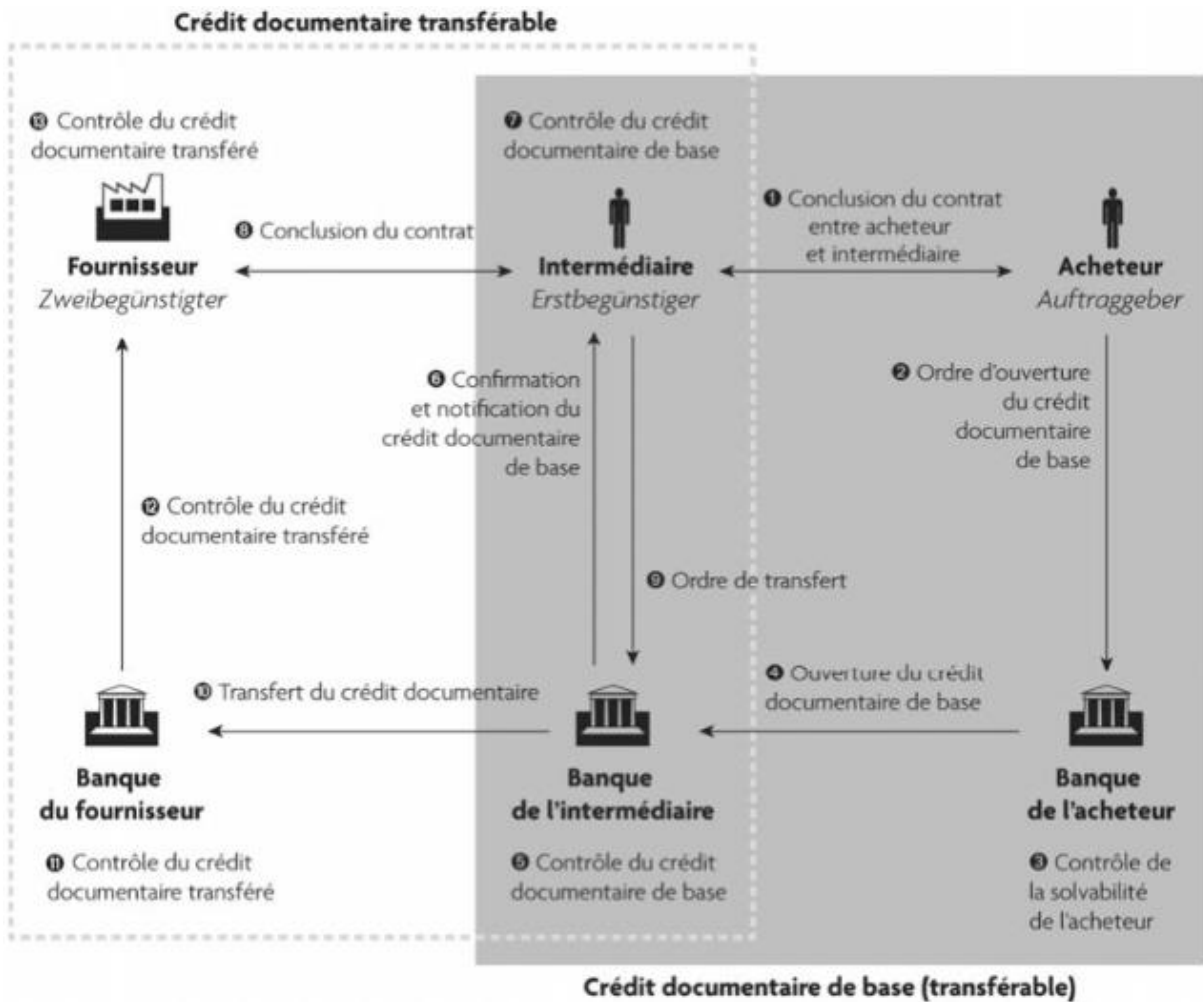 Crédit documentaire transférable
⓭ Contrôle du crédit
documentaire transféré
❼ Contrôle du crédit
documentaire de base
❶ Conclusion du contrat
entre acheteur
et intermédiaire
❽ Conclusion du contrat
Fournisseur
Zweibegünstigter
Intermédiaire
Erstbegünstiger
Acheteur
Auftraggeber
❻ Confirmation
et notification du
crédit documentaire
de base
❷ Ordre d'ouverture
du crédit
documentaire
de base
⓬ Contrôle du crédit
documentaire transféré
❾ Ordre de transfert
❿ Transfert du crédit documentaire
❹ Ouverture du crédit
documentaire de base
Banque
du fournisseur
Banque
de l'intermédiaire
Banque
de l'acheteur
⓫ Contrôle du crédit
documentaire transféré
❺ Contrôle du crédit
documentaire de base
❸ Contrôle de
la solvabilité
de l'acheteur
Crédit documentaire de base (transférable)